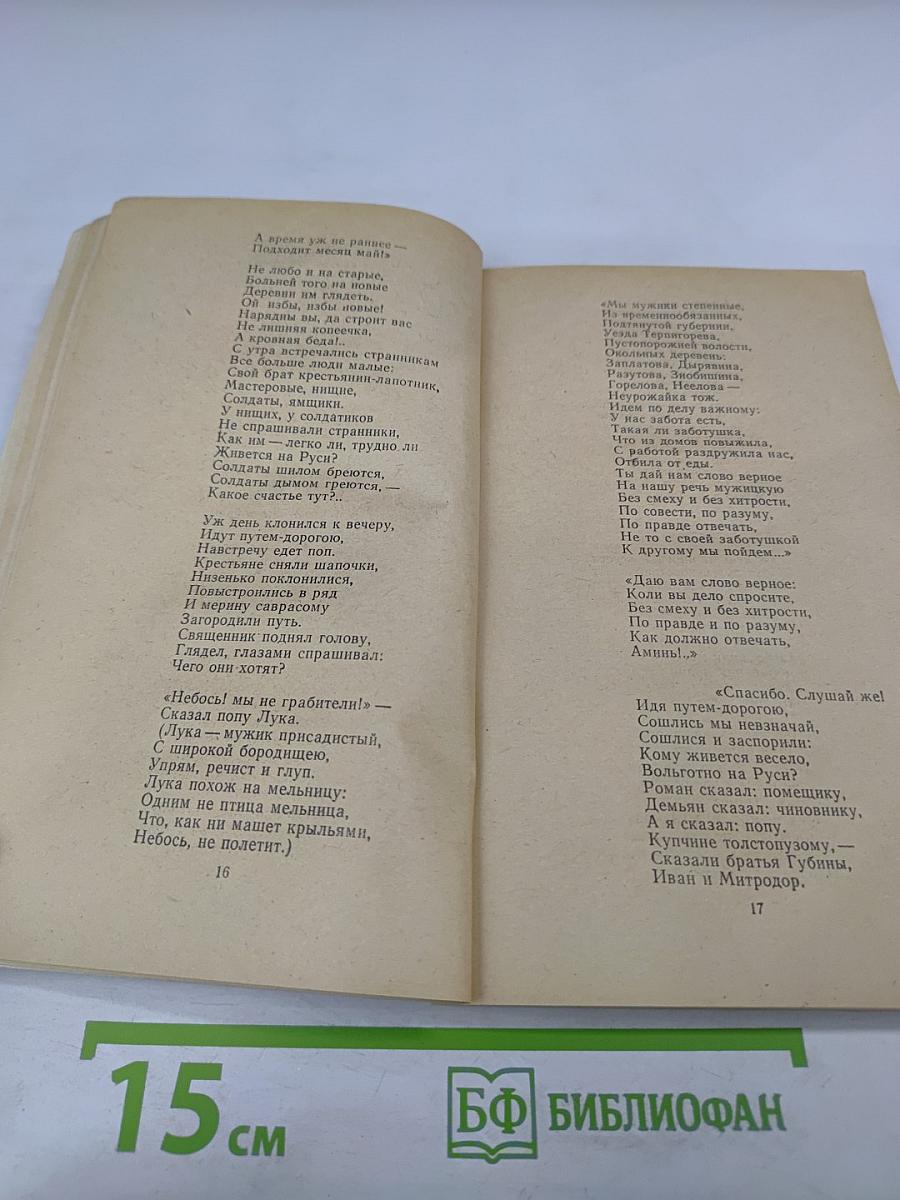 А время уж не раннее —
Подходит месяц май!»
Не любо и на старые,
Больней того на новые
Деревни им глядеть.
Ой избы, избы новые!
Нарядны вы, да строит вас
Не лишняя копеечка,
А кровная беда!..
С утра встречались странникам
Все больше люди малые:
Свой брат крестьянин-лапотник,
Мастеровые, нищие,
Солдаты, ямщики.
У нищих, у солдатиков
Не спрашивали странники,
Как им — легко ли, трудно ли
Живется на Руси?
Солдаты шилом бреются,
Солдаты дымом греются, —
Какое счастье тут?..
Уж день клонился к вечеру,
Идут путем-дорогою,
Навстречу едет поп.
Крестьяне сняли шапочки,
Низенько поклонилися,
Повыстроились в ряд
И мерину саврасому
Загородили путь.
Священник поднял голову,
Глядел, глазами спрашивал:
Чего они хотят?
«Небось! мы не грабители!» —
Сказал попу Лука.
(Лука — мужик присадистый,
С широкой бородищею,
Упрям, речист и глуп.
Лука похож на мельницу:
Одним не птица мельница,
Что, как ни машет крыльями,
Небось, не полетит.)
16
«Мы мужики степенные,
Из временнообязанных,
Подтянутой губернии,
Уезда Терпигорева,
Пустопорожней волости,
Окольных деревень:
Заплатова, Дырявина,
Разутова, Знобишина,
Горелова, Неелова —
Неурожайка тож.
Идем по делу важному:
У нас забота есть,
Такая ли заботушка,
Что из домов повыжила,
С работой раздружила нас,
Отбила от еды.
Ты дай нам слово верное
На нашу речь мужицкую
Без смеху и без хитрости,
По совести, по разуму,
По правде отвечать,
Не то с своей заботушкой
К другому мы пойдем...»
«Даю вам слово верное:
Коли вы дело спросите,
Без смеху и без хитрости,
По правде и по разуму,
Как должно отвечать,
Аминь!..»
«Спасибо. Слушай же!
Идя путем-дорогою,
Сошлись мы невзначай,
Сошлися и заспорили:
Кому живется весело,
Вольготно на Руси?
Роман сказал: помещику,
Демьян сказал: чиновнику,
А я сказал: попу.
Купчине толстопузому, —
Сказали братья Губины,
Иван и Митродор.
17
15 см
БФ БИБЛИОФАН